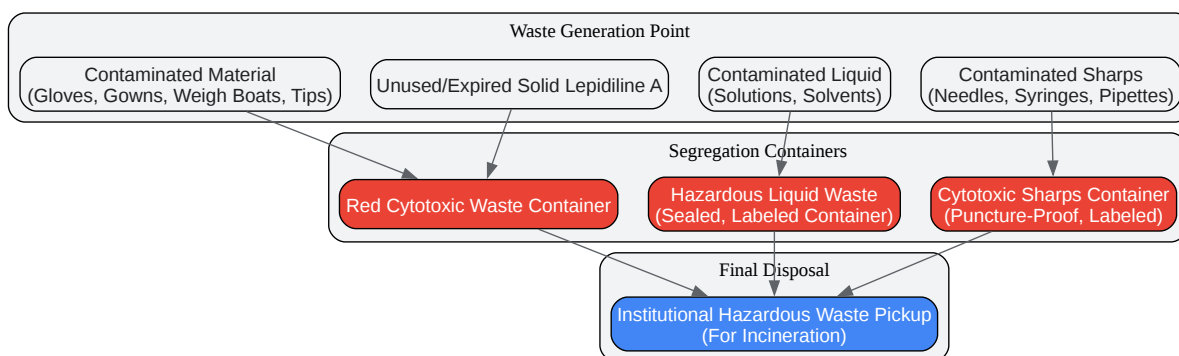 Waste Generation Point
Contaminated Material
(Gloves, Gowns, Weigh Boats, Tips)
Unused/Expired Solid Lepidiline A
Contaminated Liquid
(Solutions, Solvents)
Contaminated Sharps
(Needles, Syringes, Pipettes)
Segregation Containers
Red Cytotoxic Waste Container
Hazardous Liquid Waste
(Sealed, Labeled Container)
Cytotoxic Sharps Container
(Puncture-Proof, Labeled)
Final Disposal
Institutional Hazardous Waste Pickup
(For Incineration)